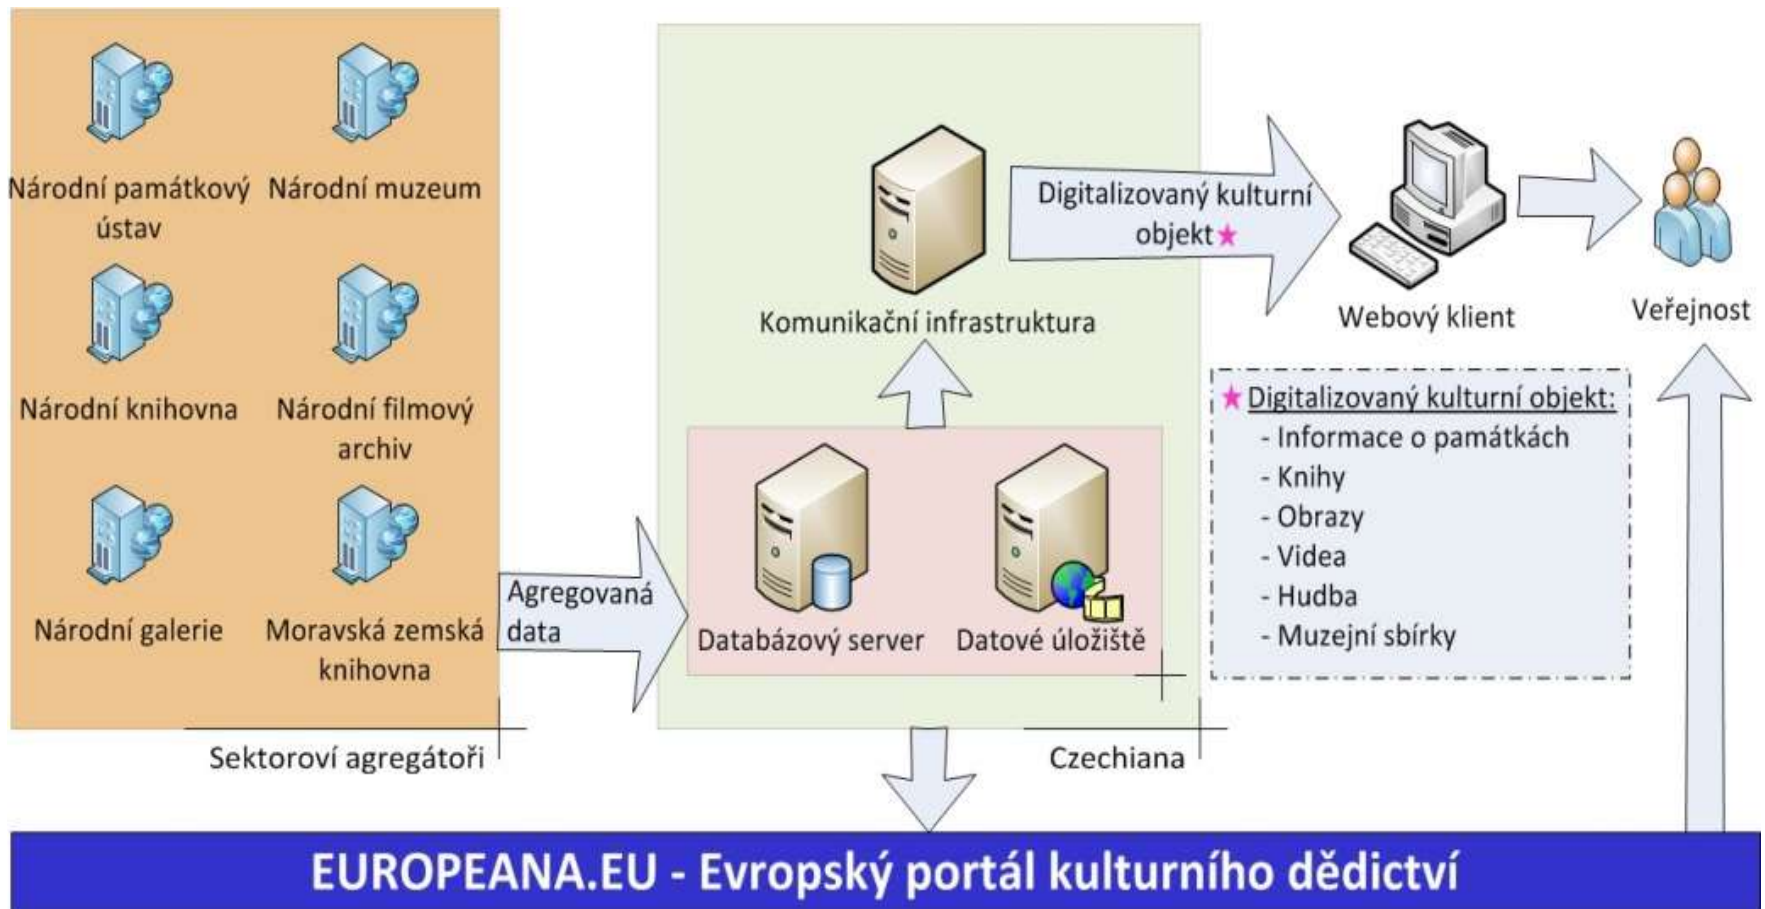 Národní památkový
ústav
Národní muzeum
Národní knihovna
Národní filmový
archiv
Národní galerie
Moravská zemská
knihovna
Sektoroví agregátoři
Agregovaná
data
Komunikační infrastruktura
Databázový server
Datové úložiště
Czechiana
Digitalizovaný kulturní
objekt★
Webový klient
Veřejnost
★ Digitalizovaný kulturní objekt:
- Informace o památkách
- Knihy
- Obrazy
- Videa
- Hudba
- Muzejní sbírky
EUROPEANA.EU - Evropský portál kulturního dědictví